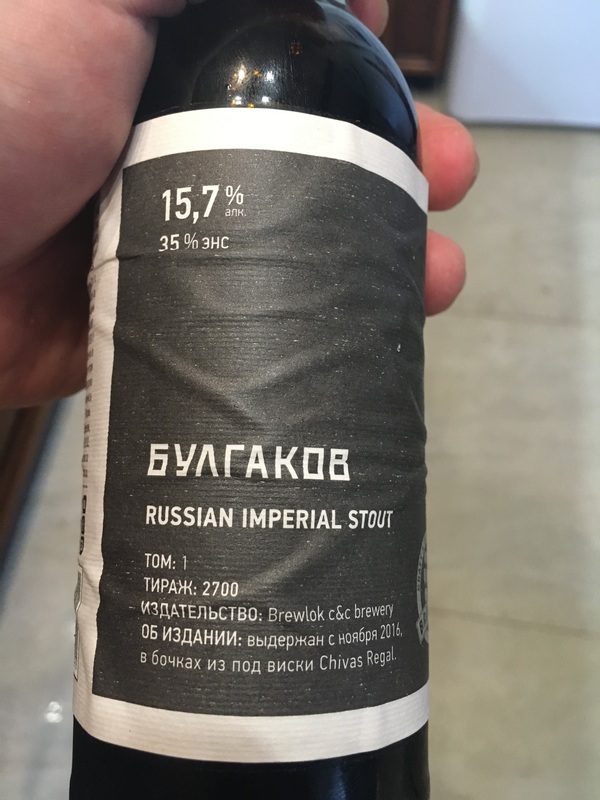 15,7%
алк.
35% ЭНС
БУЛГАКОВ
RUSSIAN IMPERIAL STOUT
ТОМ: 1
ТИРАЖ: 2700
ИЗДАТЕЛЬСТВО: Brewlok c&c brewery
ОБ ИЗДАНИИ: выдержан с ноября 2016,
в бочках из под виски Chivas Regal.